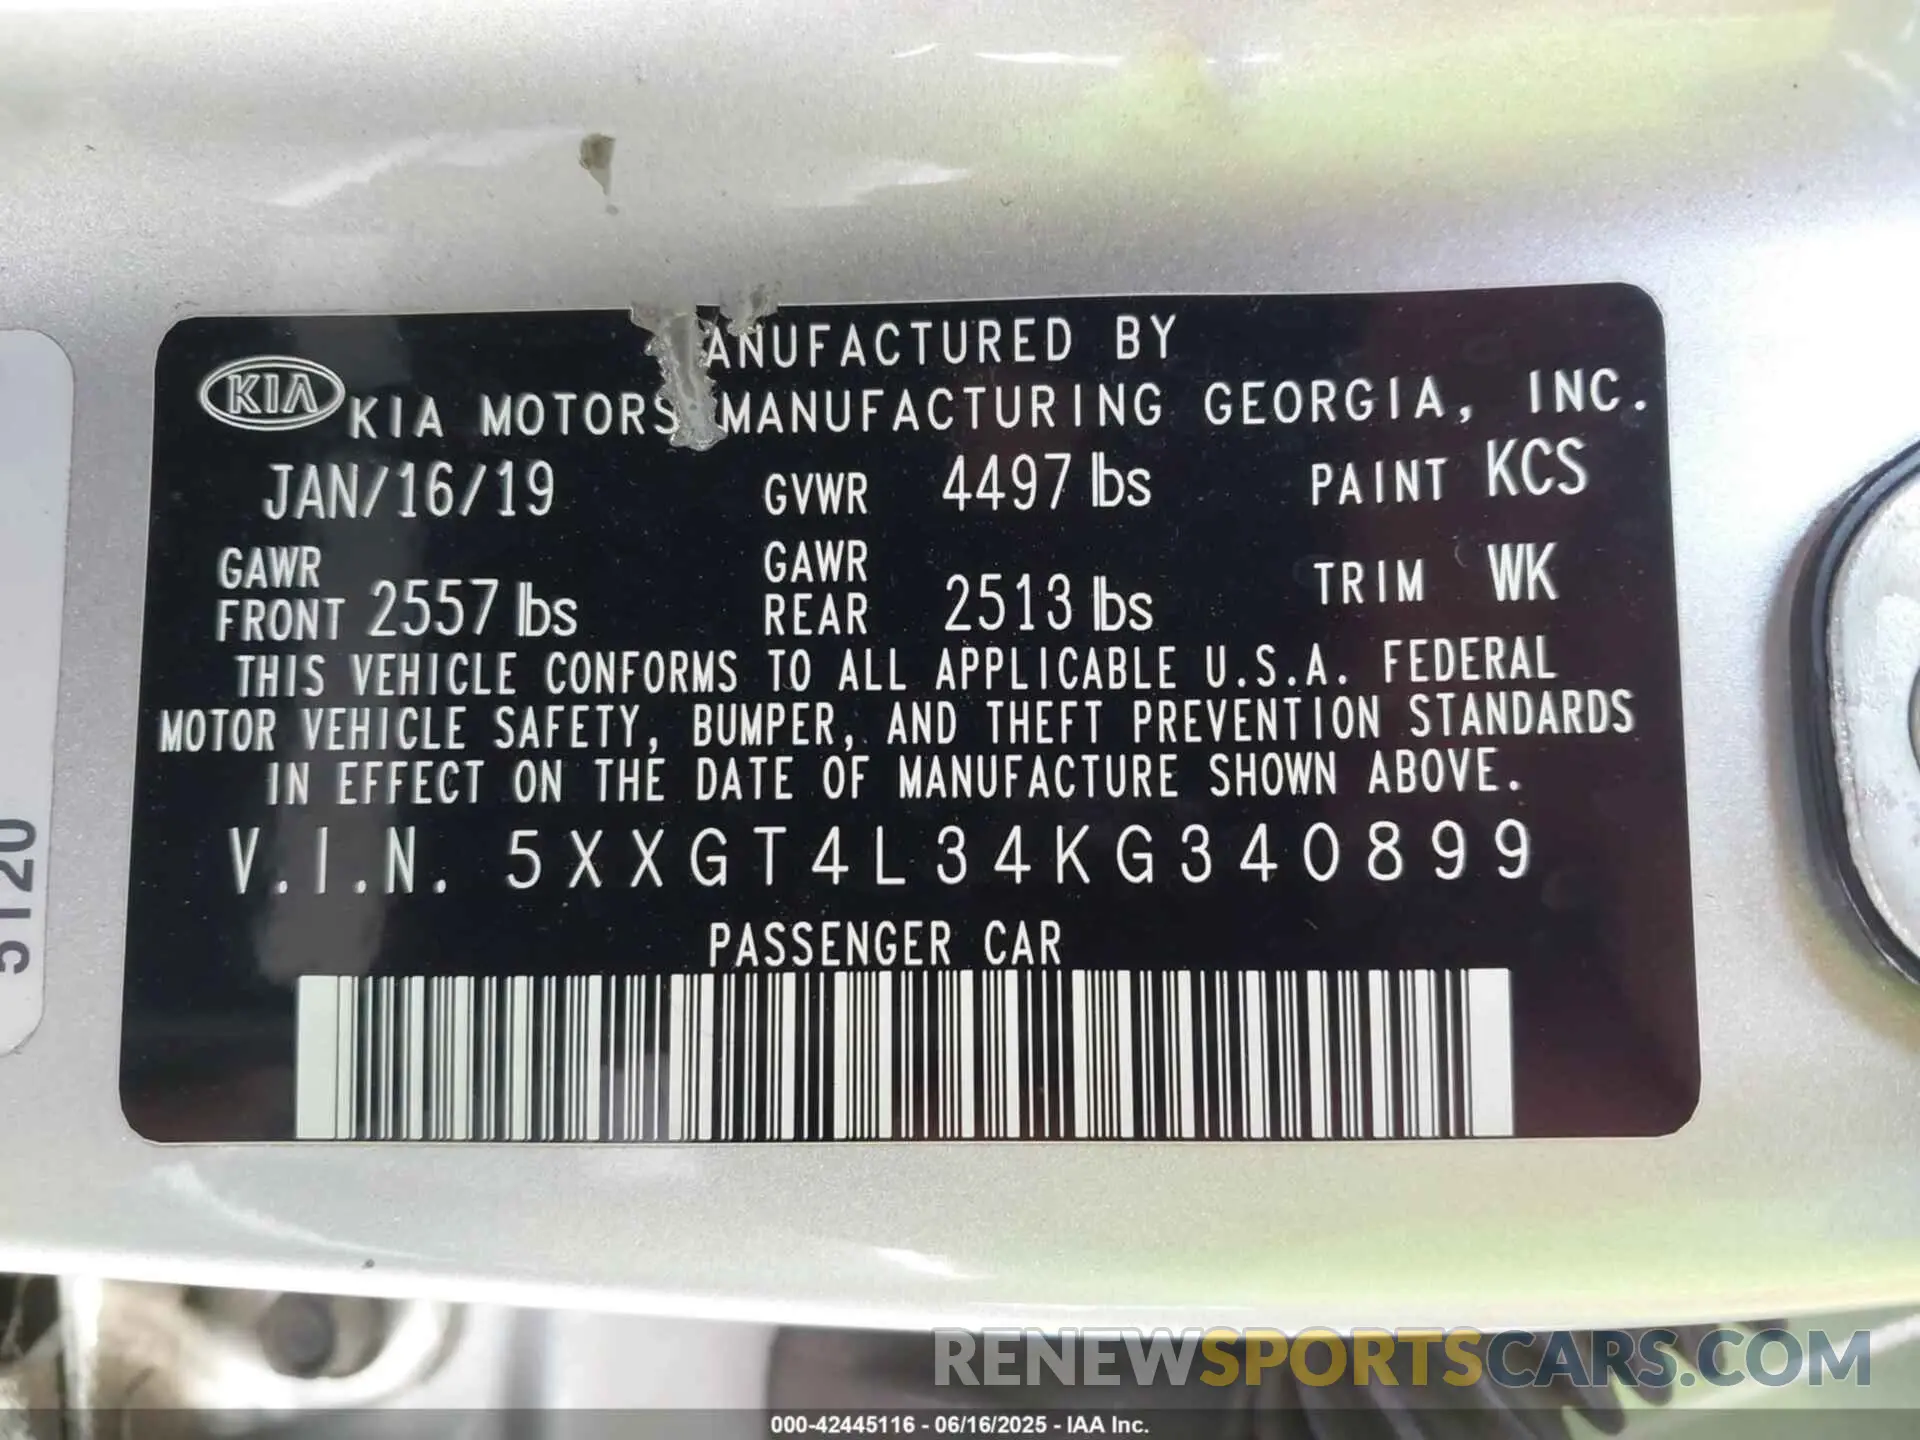 ANUFACTURED BY
KIA KIA MOTORS MANUFACTURING GEORGIA, INC.
JAN/16/19 GVWR 4497 lbs PAINT KCS
GAWR FRONT 2557 lbs GAWR REAR 2513 lbs TRIM WK
THIS VEHICLE CONFORMS TO ALL APPLICABLE U.S.A. FEDERAL
MOTOR VEHICLE SAFETY, BUMPER, AND THEFT PREVENTION STANDARDS
IN EFFECT ON THE DATE OF MANUFACTURE SHOWN ABOVE.
V.I.N. 5XXGT4L34KG340899
PASSENGER CAR
5120
RENEWSPORTSCARS.COM
000-42445116 - 06/16/2025 - IAA Inc.